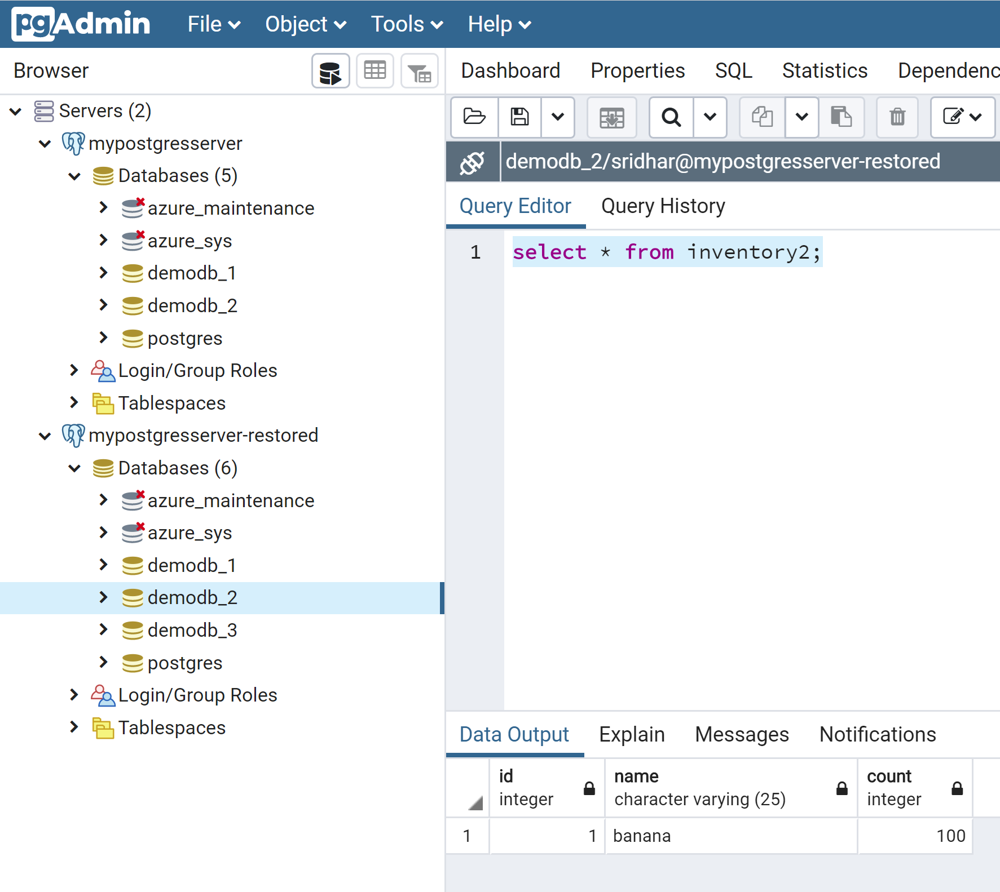 pgAdmin File Object Tools Help
Browser
Servers (2)
mypostgresserver
Databases (5)
azure_maintenance
azure_sys
demodb_1
demodb_2
postgres
Login/Group Roles
Tablespaces
mypostgresserver-restored
Databases (6)
azure_maintenance
azure_sys
demodb_1
demodb_2
demodb_3
postgres
Login/Group Roles
Tablespaces
Dashboard Properties SQL Statistics Dependenc
demodb_2/sridhar@mypostgresserver-restored
Query Editor Query History
1 select * from inventory2;
Data Output Explain Messages Notifications
id name count
integer character varying (25) integer
1 1 banana 100